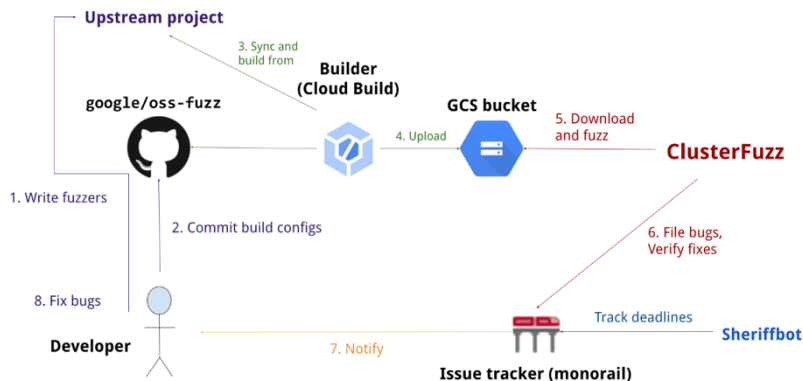 Upstream project
3. Sync and
build from
Builder
(Cloud Build)
google/oss-fuzz
GCS bucket
5. Download
and fuzz
4. Upload
ClusterFuzz
1. Write fuzzers
2. Commit build configs
6. File bugs,
Verify fixes
8. Fix bugs
Track deadlines
Sheriffbot
Developer
7. Notify
Issue tracker (monorail)